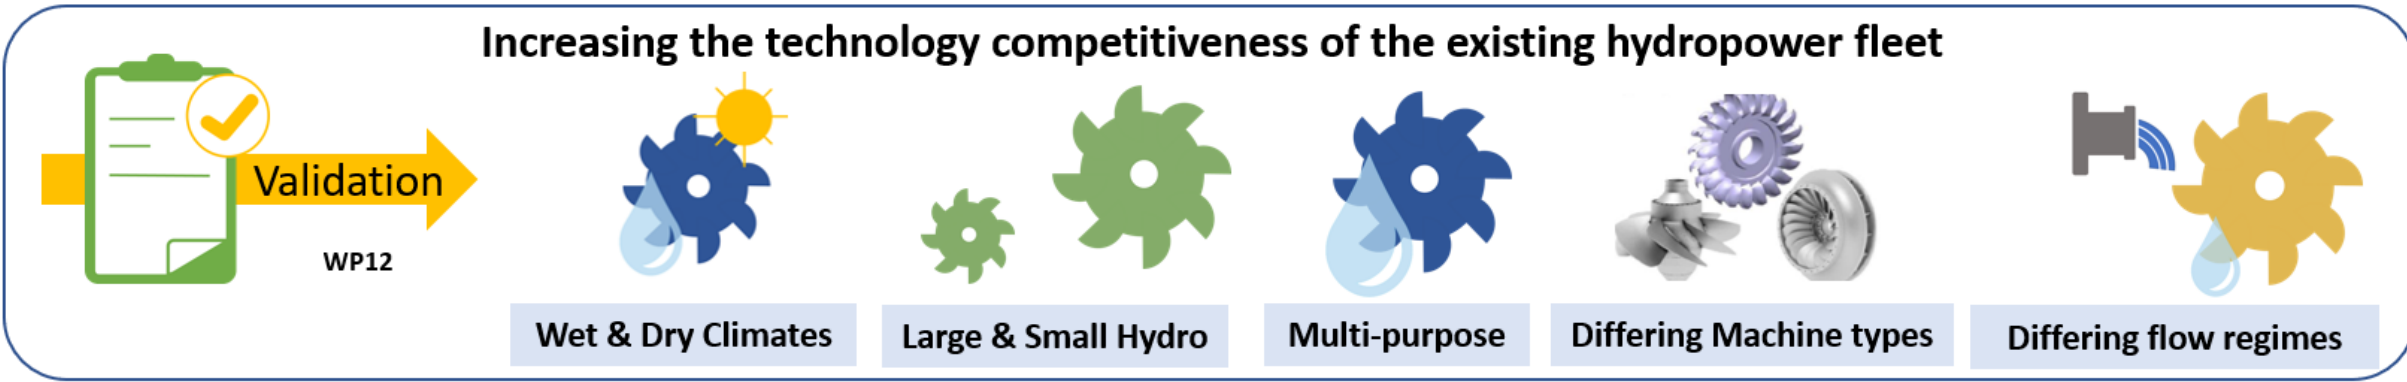 Increasing the technology competitiveness of the existing hydropower fleet
Validation
WP12
Wet & Dry Climates
Large & Small Hydro
Multi-purpose
Differing Machine types
Differing flow regimes